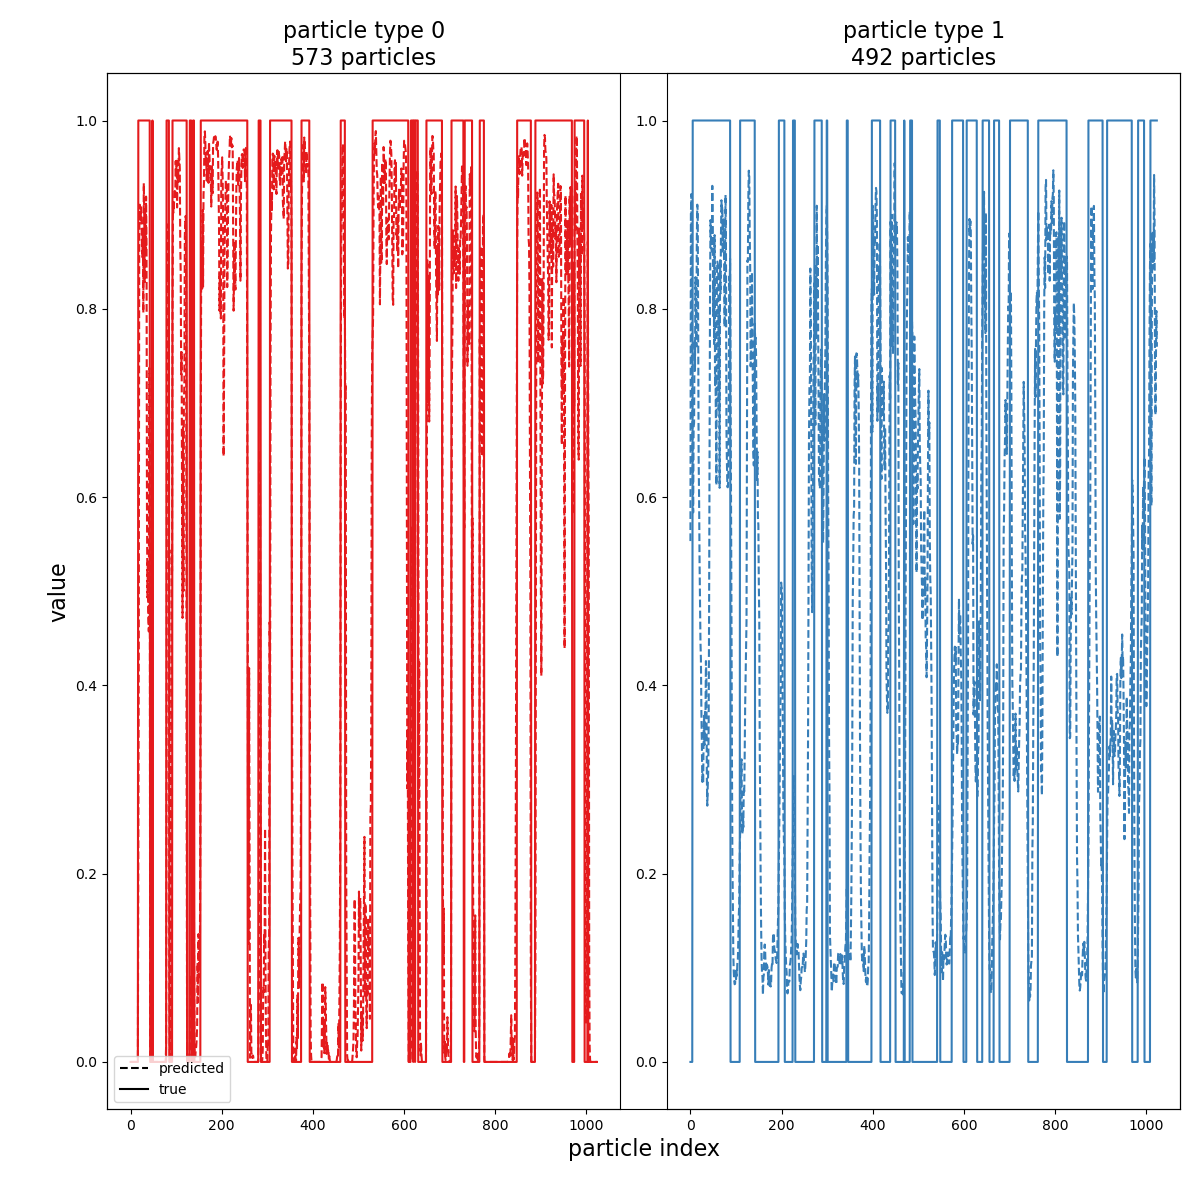 particle type 0
573 particles
particle type 1
492 particles
1.0
0.8
0.6
0.4
0.2
0.0
1.0
0.8
0.6
0.4
0.2
0.0
value
predicted
true
0 200 400 600 800 1000
0 200 400 600 800 1000
particle index